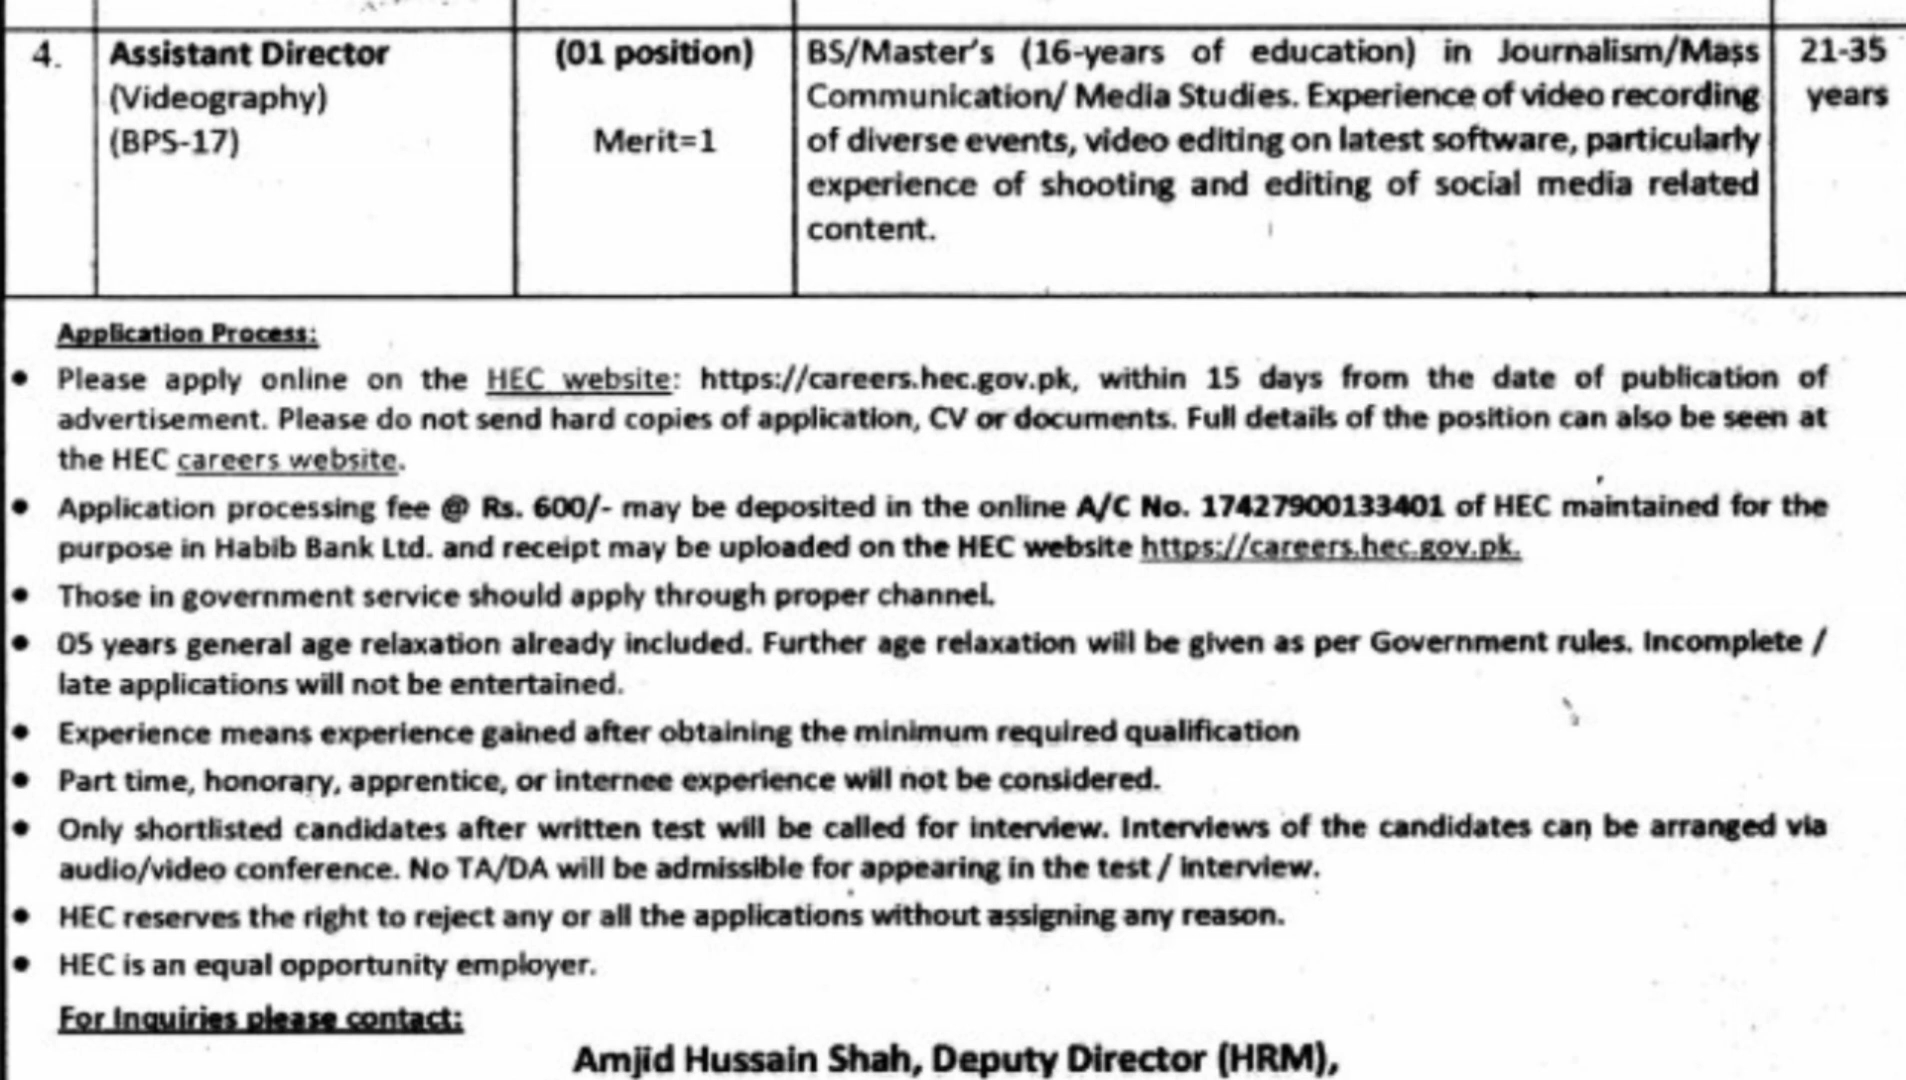 4.
Assistant Director
(Videography)
(BPS-17)
(01 position)
Merit=1
BS/Master's (16-years of education) in Journalism/Mass
Communication/ Media Studies. Experience of video recording
of diverse events, video editing on latest software, particularly
experience of shooting and editing of social media related
content.
21-35
years
Application Process:
• Please apply online on the HEC website: https://careers.hec.gov.pk, within 15 days from the date of publication of
advertisement. Please do not send hard copies of application, CV or documents. Full details of the position can also be seen at
the HEC careers website.
• Application processing fee @ Rs. 600/- may be deposited in the online A/C No. 17427900133401 of HEC maintained for the
purpose in Habib Bank Ltd. and receipt may be uploaded on the HEC website https://careers.hec.gov.pk.
• Those in government service should apply through proper channel.
• 05 years general age relaxation already included. Further age relaxation will be given as per Government rules. Incomplete /
late applications will not be entertained.
• Experience means experience gained after obtaining the minimum required qualification
• Part time, honorary, apprentice, or internee experience will not be considered.
• Only shortlisted candidates after written test will be called for interview. Interviews of the candidates can be arranged via
audio/video conference. No TA/DA will be admissible for appearing in the test / interview.
• HEC reserves the right to reject any or all the applications without assigning any reason.
• HEC is an equal opportunity employer.
For Inquiries please contact:
Amjid Hussain Shah, Deputy Director (HRM),